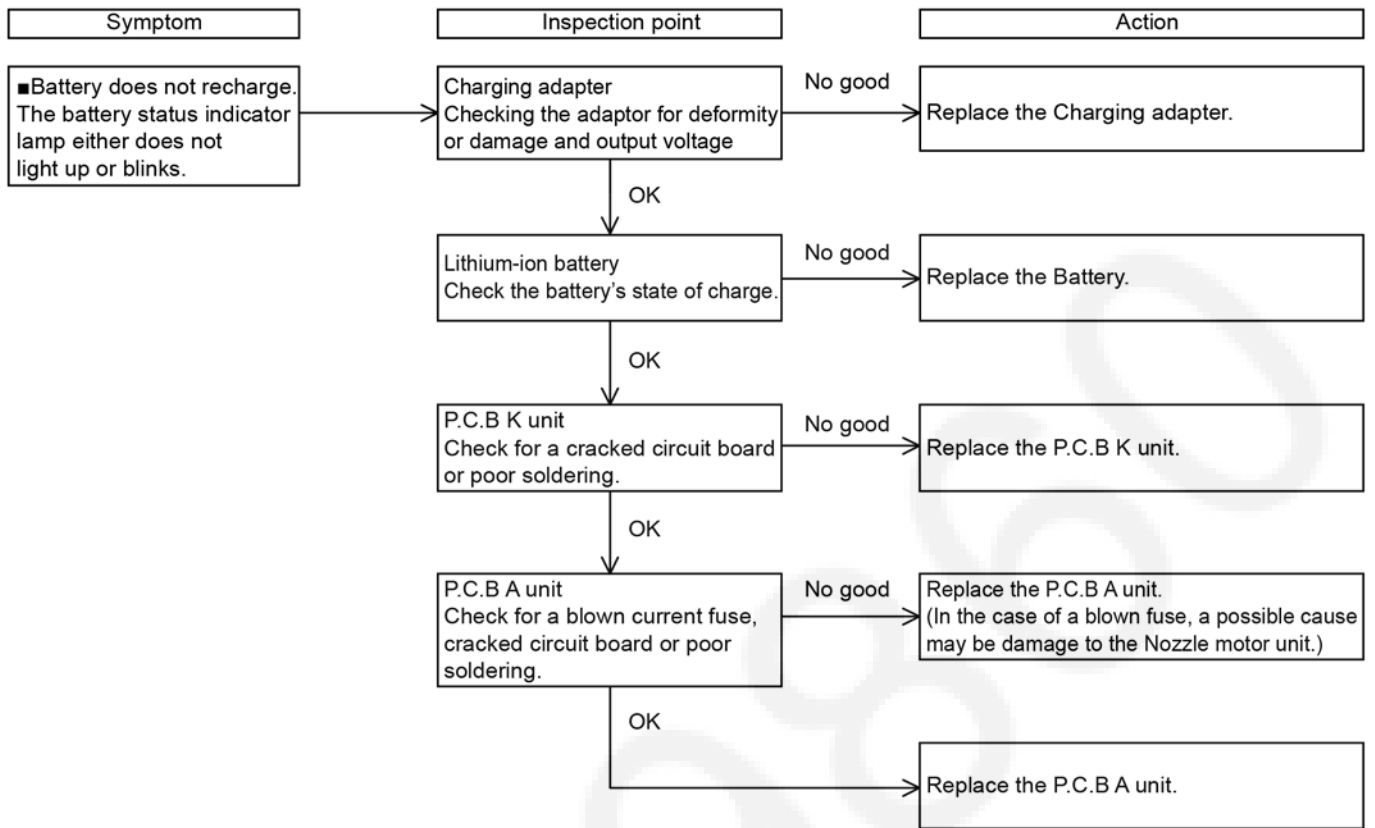 Symptom
Inspection point
Action
■Battery does not recharge.
The battery status indicator
lamp either does not
light up or blinks.
Charging adapter
Checking the adaptor for deformity
or damage and output voltage
No good
Replace the Charging adapter.
OK
Lithium-ion battery
Check the battery’s state of charge.
No good
Replace the Battery.
OK
P.C.B K unit
Check for a cracked circuit board
or poor soldering.
No good
Replace the P.C.B K unit.
OK
P.C.B A unit
Check for a blown current fuse,
cracked circuit board or poor
soldering.
No good
Replace the P.C.B A unit.
(In the case of a blown fuse, a possible cause
may be damage to the Nozzle motor unit.)
OK
Replace the P.C.B A unit.